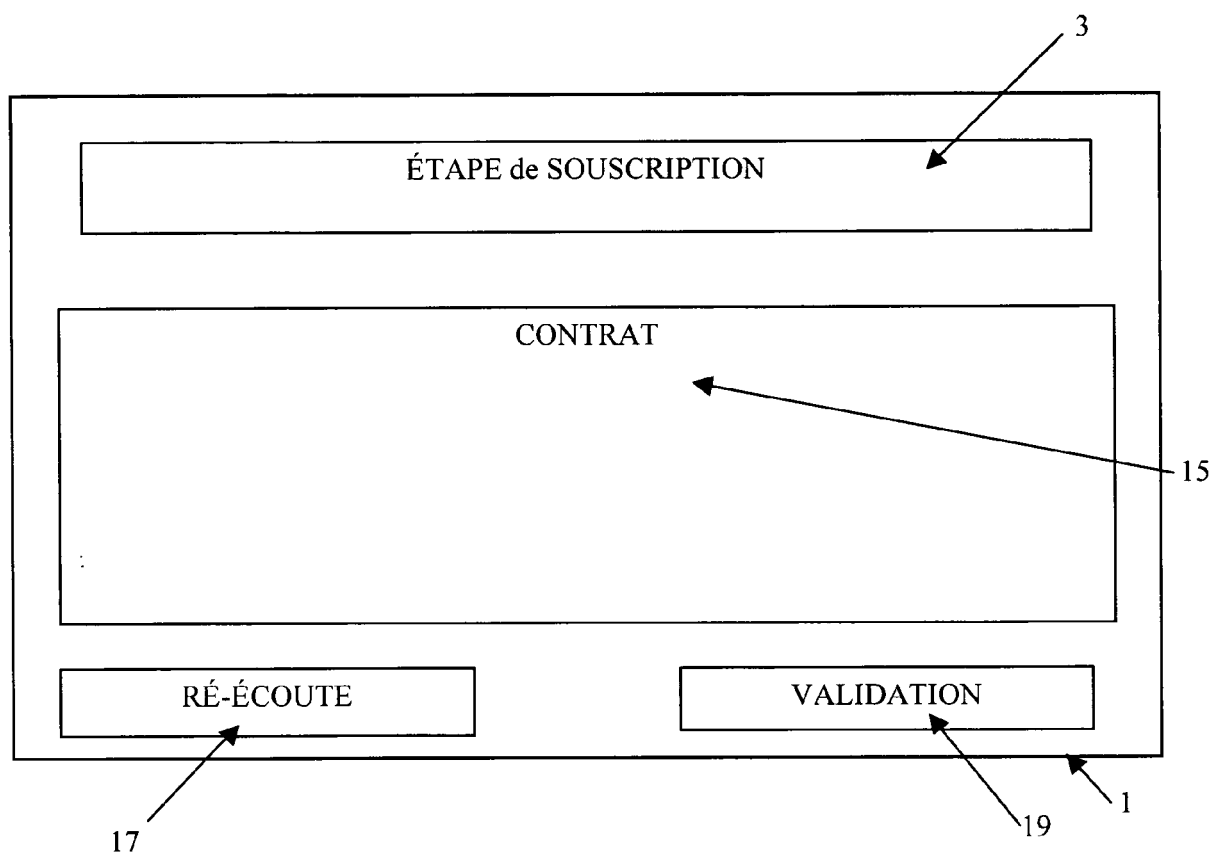 3
ÉTAPE de SOUSCRIPTION
CONTRAT
15
RÉ-ÉCOUTE
VALIDATION
1
17
19